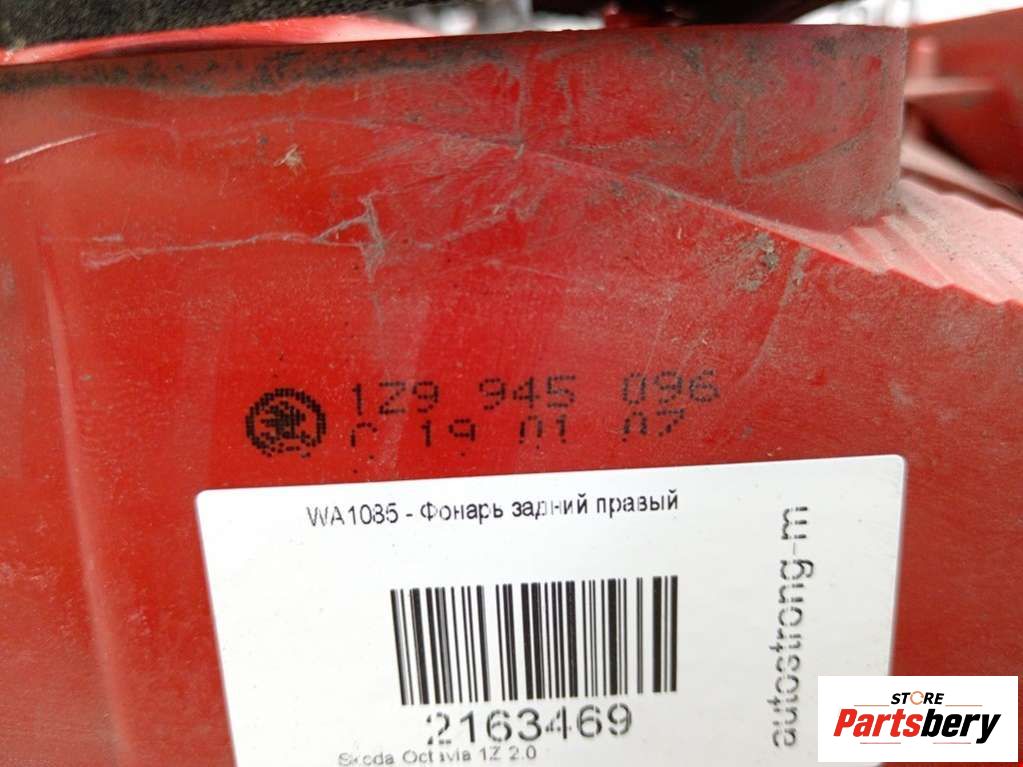 1Z9 945 096
C 19 01 07
WA1085 - Фонарь задний правый
2163469
Skoda Octavia 1Z 2.0
autostrong-m
STORE
Partsbery